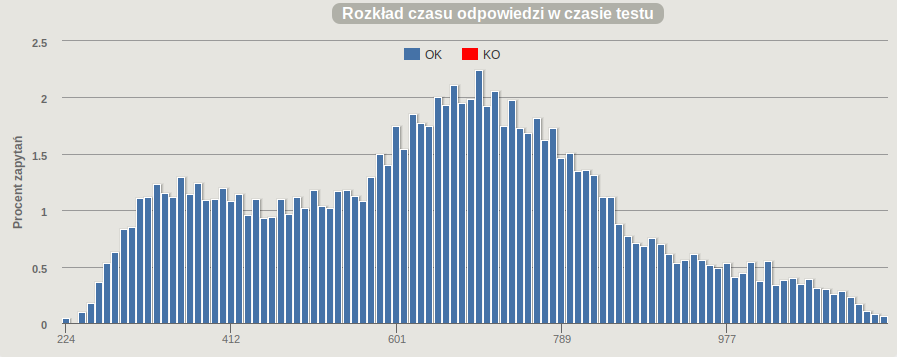 Rozkład czasu odpowiedzi w czasie testu
OK KO
Procent zapytań
2.5
2
1.5
1
0.5
0
224 412 601 789 977